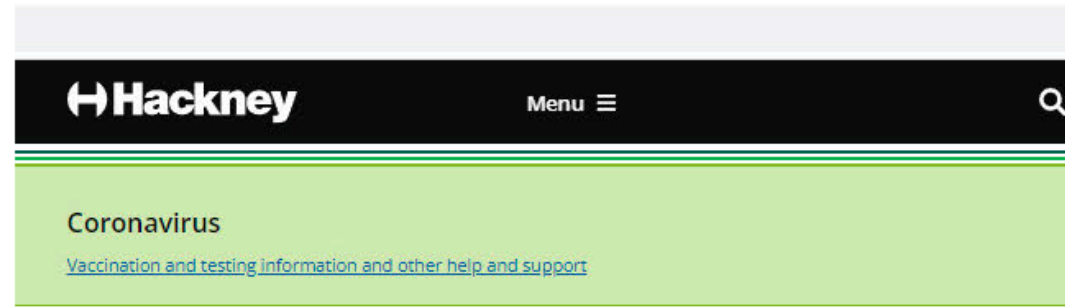 Hackney
Menu
Coronavirus
Vaccination and testing information and other help and support